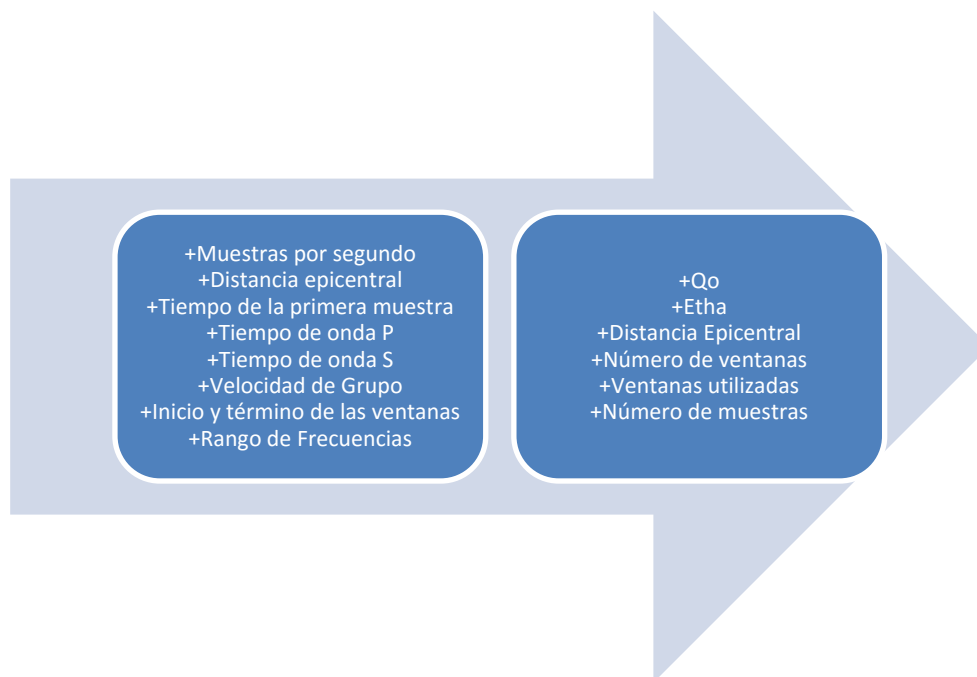 +Muestras por segundo
+Distancia epicentral
+Tiempo de la primera muestra
+Tiempo de onda P
+Tiempo de onda S
+Velocidad de Grupo
+Inicio y término de las ventanas
+Rango de Frecuencias
+Qo
+Etha
+Distancia Epicentral
+Número de ventanas
+Ventanas utilizadas
+Número de muestras